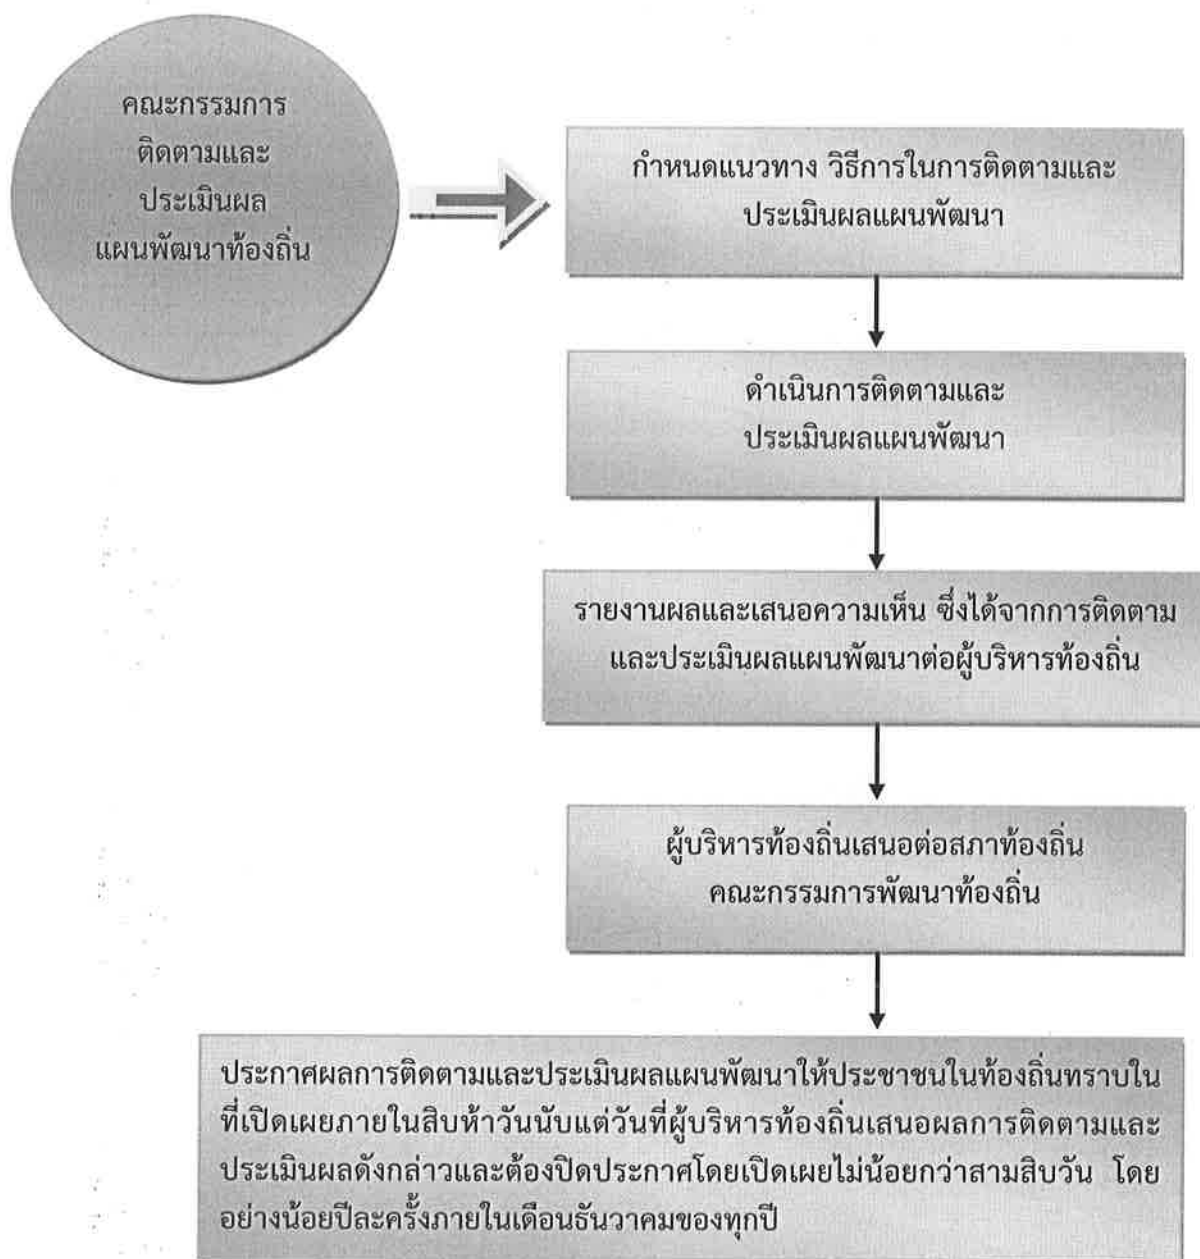 คณะกรรมการ
ติดตามและ
ประเมินผล
แผนพัฒนาท้องถิ่น
กำหนดแนวทาง วิธีการในการติดตามและ
ประเมินผลแผนพัฒนา
ดำเนินการติดตามและ
ประเมินผลแผนพัฒนา
รายงานผลและเสนอความเห็น ซึ่งได้จากการติดตาม
และประเมินผลแผนพัฒนาต่อผู้บริหารท้องถิ่น
ผู้บริหารท้องถิ่นเสนอต่อสภาท้องถิ่น
คณะกรรมการพัฒนาท้องถิ่น
ประกาศผลการติดตามและประเมินผลแผนพัฒนาให้ประชาชนในท้องถิ่นทราบใน
ที่เปิดเผยภายในสิบห้าวันนับแต่วันที่ผู้บริหารท้องถิ่นเสนอผลการติดตามและ
ประเมินผลดังกล่าวและต้องปิดประกาศโดยเปิดเผยไม่น้อยกว่าสามสิบวัน โดย
อย่างน้อยปีละครั้งภายในเดือนธันวาคมของทุกปี